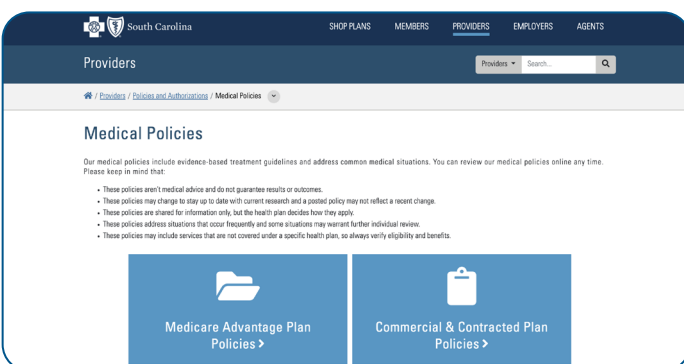 South Carolina
SHOP PLANS MEMBERS PROVIDERS EMPLOYERS AGENTS
Providers
Providers Search...
/ Providers / Policies and Authorizations / Medical Policies
Medical Policies
Our medical policies include evidence-based treatment guidelines and address common medical situations. You can review our medical policies online any time.
Please keep in mind that:
• These policies aren't medical advice and do not guarantee results or outcomes.
• These policies may change to stay up to date with current research and a posted policy may not reflect a recent change.
• These policies are shared for information only, but the health plan decides how they apply.
• These policies address situations that occur frequently and some situations may warrant further individual review.
• These policies may include services that are not covered under a specific health plan, so always verify eligibility and benefits.
Medicare Advantage Plan
Policies >
Commercial & Contracted Plan
Policies >